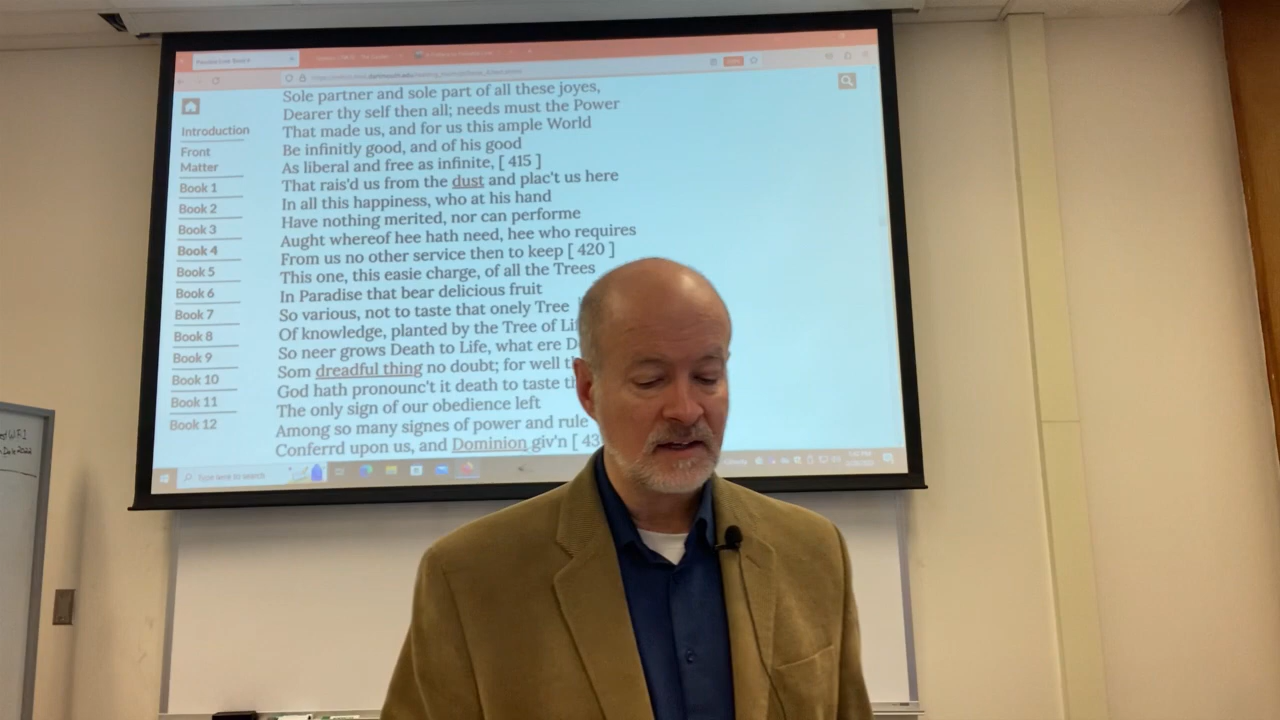 Introduction
Front
Matter
Book 1
Book 2
Book 3
Book 4
Book 5
Book 6
Book 7
Book 8
Book 9
Book 10
Book 11
Book 12
Sole partner and sole part of all these joyes,
Dearer thy self then all; needs must the Power
That made us, and for us this ample World
Be infinitly good, and of his good
As liberal and free as infinite, [ 415 ]
That rais'd us from the dust and plac't us here
In all this happiness, who at his hand
Have nothing merited, nor can performe
Aught whereof hee hath need, hee who requires
From us no other service then to keep [ 420 ]
This one, this easie charge, of all the Trees
In Paradise that bear delicious fruit
So various, not to taste that onely Tree
Of knowledge, planted by the Tree of Li
So neer grows Death to Life, what ere D
Som dreadful thing no doubt; for well th
God hath pronounc't it death to taste th
The only sign of our obedience left
Among so many signes of power and rule
Conferrd upon us, and Dominion giv'n [ 43
Type here to search